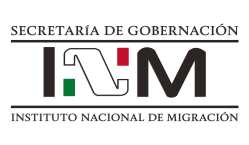 SECRETARÍA DE GOBERNACIÓN
INM
INSTITUTO NACIONAL DE MIGRACIÓN